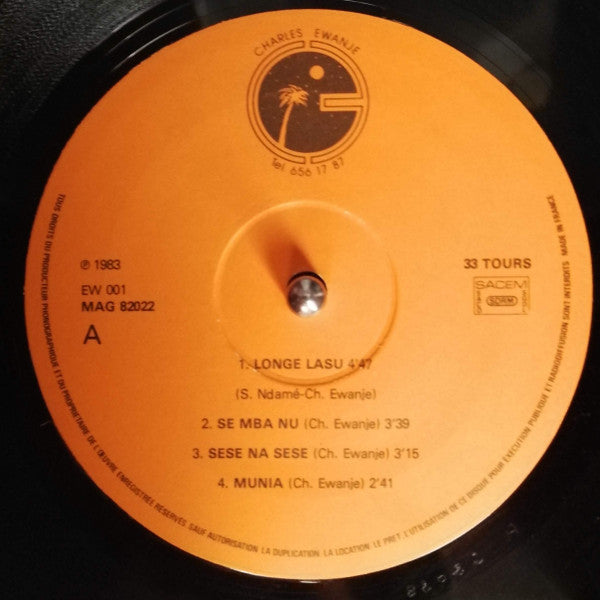 CHARLES EWANJE
Tel 656 17 87
℗ 1983
EW 001
MAG 82022
A
33 TOURS
SACEM
SDRM
1. LONGE LASU 4'47
(S. Ndamé-Ch. Ewanje)
2. SE MBA NU (Ch. Ewanje) 3'39
3. SESE NA SESE (Ch. Ewanje) 3'15
4. MUNIA (Ch. Ewanje) 2'41
TOUS DROITS DU PRODUCTEUR PHONOGRAPHIQUE ET DU PROPRIETAIRE DE L'ŒUVRE ENREGISTREE RESERVES. SAUF AUTORISATION LA DUPLICATION, LA LOCATION, LE PRET, L'UTILISATION DE CE DISQUE POUR EXECUTION PUBLIQUE ET RADIODIFFUSION SONT INTERDITS MADE IN FRANCE